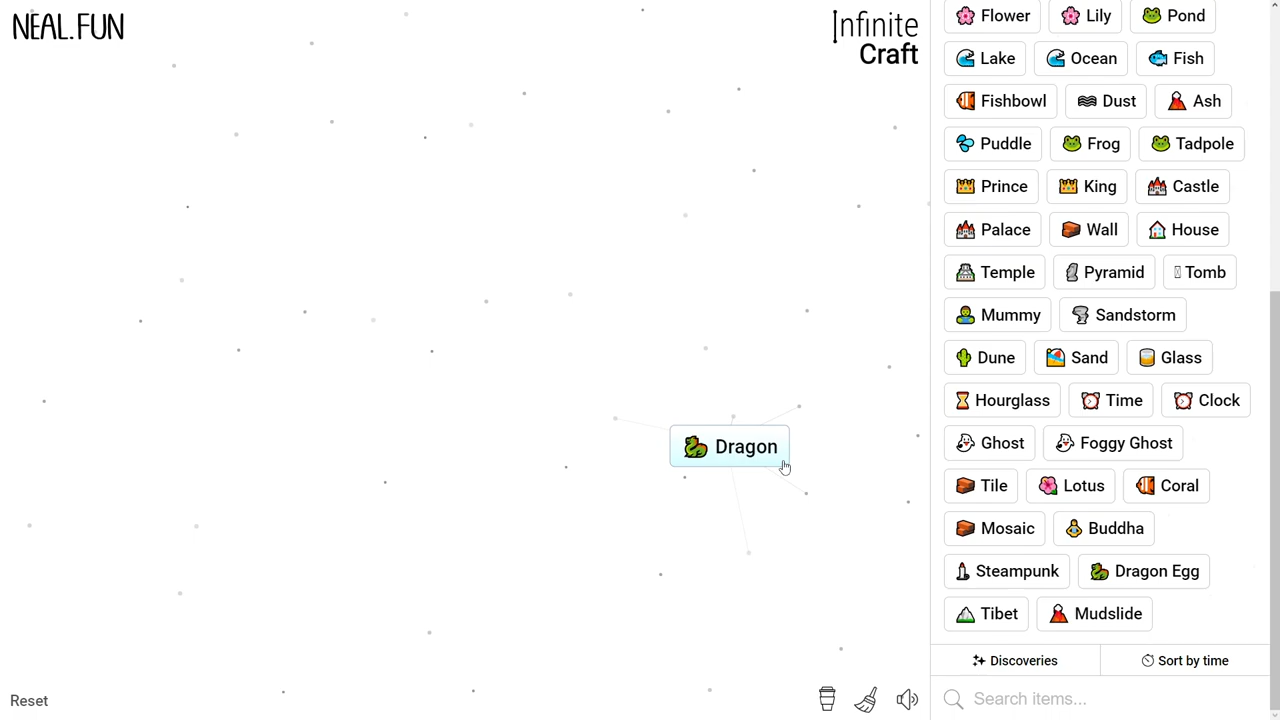 NEAL.FUN
Infinite
Craft
Flower Lily Pond
Lake Ocean Fish
Fishbowl Dust Ash
Puddle Frog Tadpole
Prince King Castle
Palace Wall House
Temple Pyramid Tomb
Mummy Sandstorm
Dune Sand Glass
Hourglass Time Clock
Ghost Foggy Ghost
Dragon
Tile Lotus Coral
Mosaic Buddha
Steampunk Dragon Egg
Tibet Mudslide
Discoveries Sort by time
Reset
Search items...